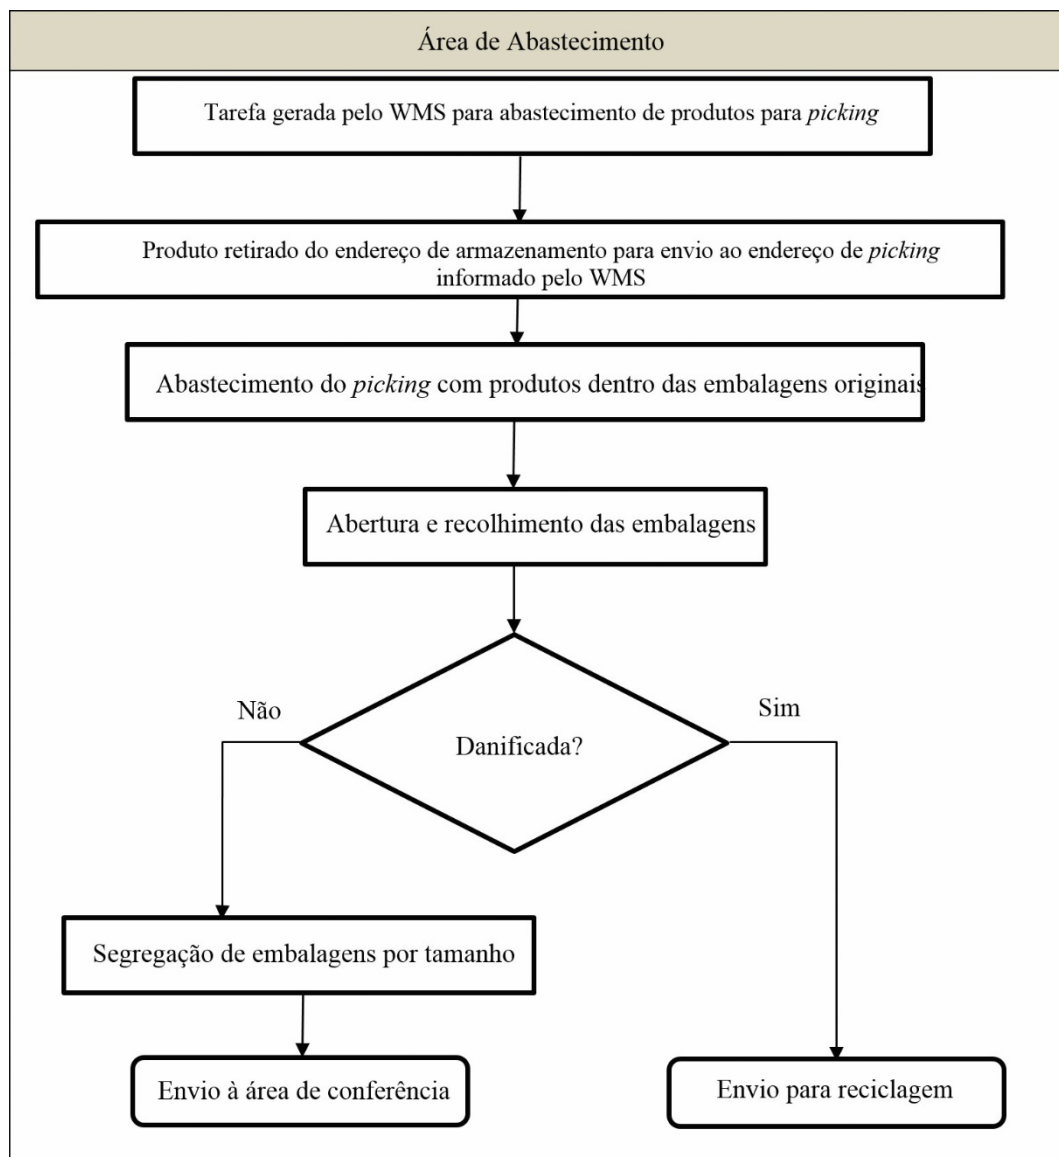 Área de Abastecimento
Tarefa gerada pelo WMS para abastecimento de produtos para picking
Produto retirado do endereço de armazenamento para envio ao endereço de picking
informado pelo WMS
Abastecimento do picking com produtos dentro das embalagens originais
Abertura e recolhimento das embalagens
Não
Sim
Danificada?
Segregação de embalagens por tamanho
Envio à área de conferência
Envio para reciclagem